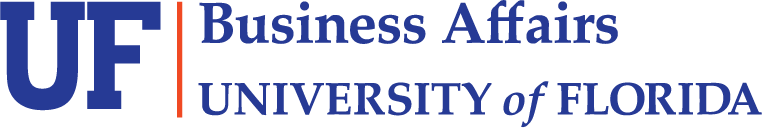 UF
Business Affairs
UNIVERSITY of FLORIDA